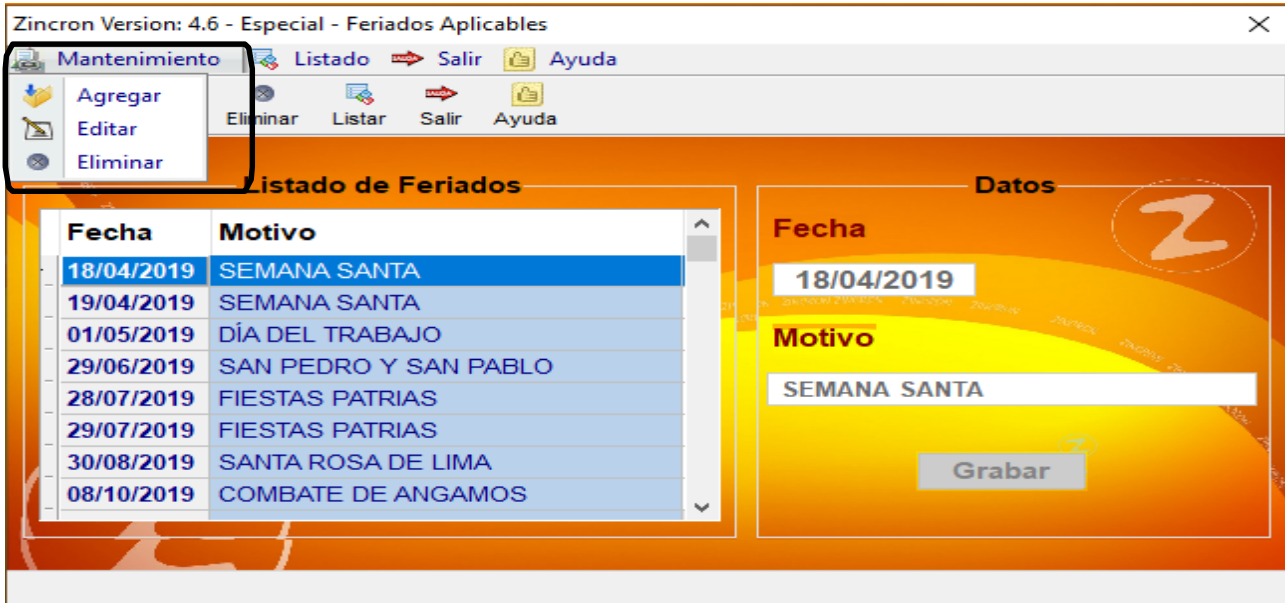 Zincron Version: 4.6 - Especial - Feriados Aplicables
Mantenimiento Listado Salir Ayuda
Agregar
Editar
Eliminar
Eliminar Listar Salir Ayuda
Listado de Feriados
Fecha Motivo
18/04/2019 SEMANA SANTA
19/04/2019 SEMANA SANTA
01/05/2019 DÍA DEL TRABAJO
29/06/2019 SAN PEDRO Y SAN PABLO
28/07/2019 FIESTAS PATRIAS
29/07/2019 FIESTAS PATRIAS
30/08/2019 SANTA ROSA DE LIMA
08/10/2019 COMBATE DE ANGAMOS
Datos
Fecha
18/04/2019
Motivo
SEMANA SANTA
Grabar